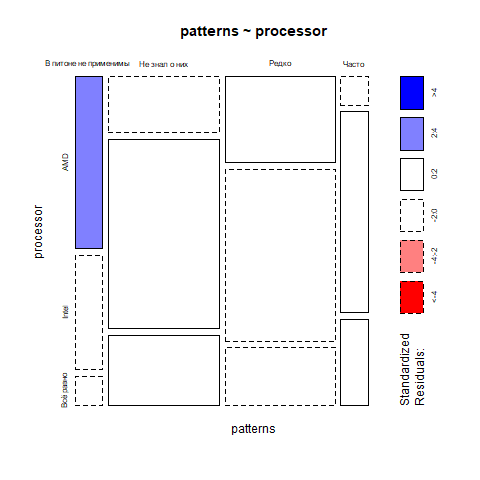 patterns ~ processor
В питоне не применимы Не знал о них Редко Часто
AMD
Intel
Всё равно
processor
patterns
>4
2:4
0:2
-2:0
-4:-2
<-4
Standardized
Residuals: